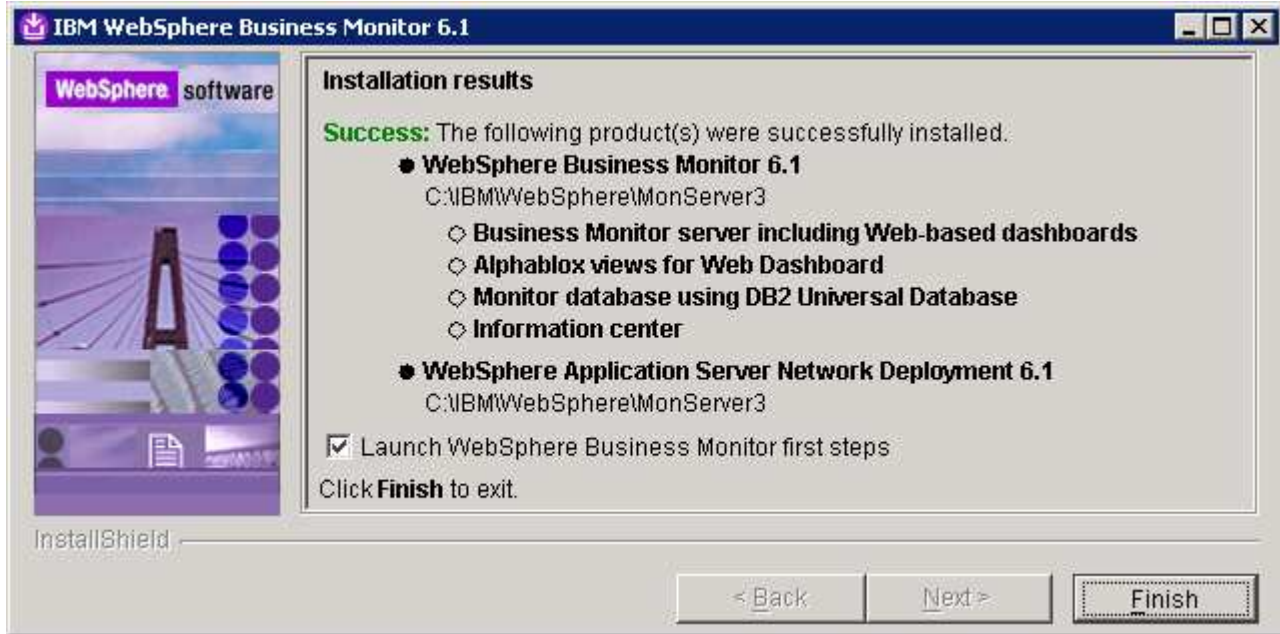 IBM WebSphere Business Monitor 6.1
WebSphere software
Installation results
Success: The following product(s) were successfully installed.
WebSphere Business Monitor 6.1
C:\IBM\WebSphere\MonServer3
Business Monitor server including Web-based dashboards
Alphablox views for Web Dashboard
Monitor database using DB2 Universal Database
Information center
WebSphere Application Server Network Deployment 6.1
C:\IBM\WebSphere\MonServer3
Launch WebSphere Business Monitor first steps
Click Finish to exit.
InstallShield
< Back Next > Finish